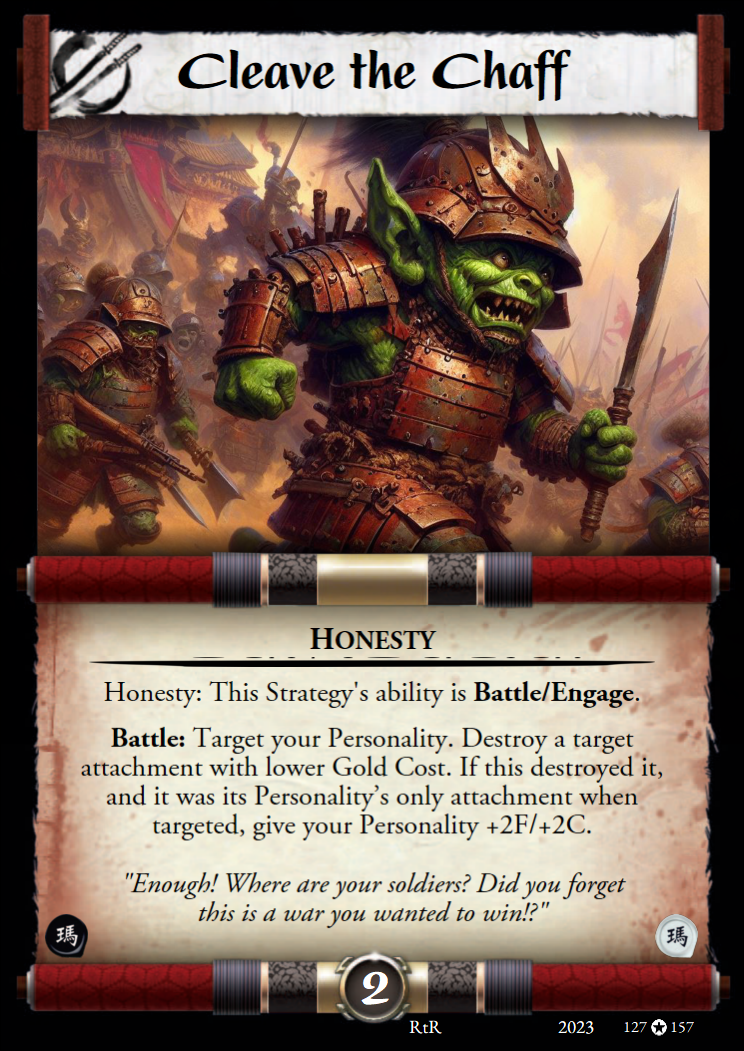 Cleave the Chaff
HONESTY
Honesty: This Strategy's ability is Battle/Engage.
Battle: Target your Personality. Destroy a target
attachment with lower Gold Cost. If this destroyed it,
and it was its Personality’s only attachment when
targeted, give your Personality +2F/+2C.
"Enough! Where are your soldiers? Did you forget
this is a war you wanted to win!?"
瑪
瑪
2
RtR 2023 127 ✪ 157